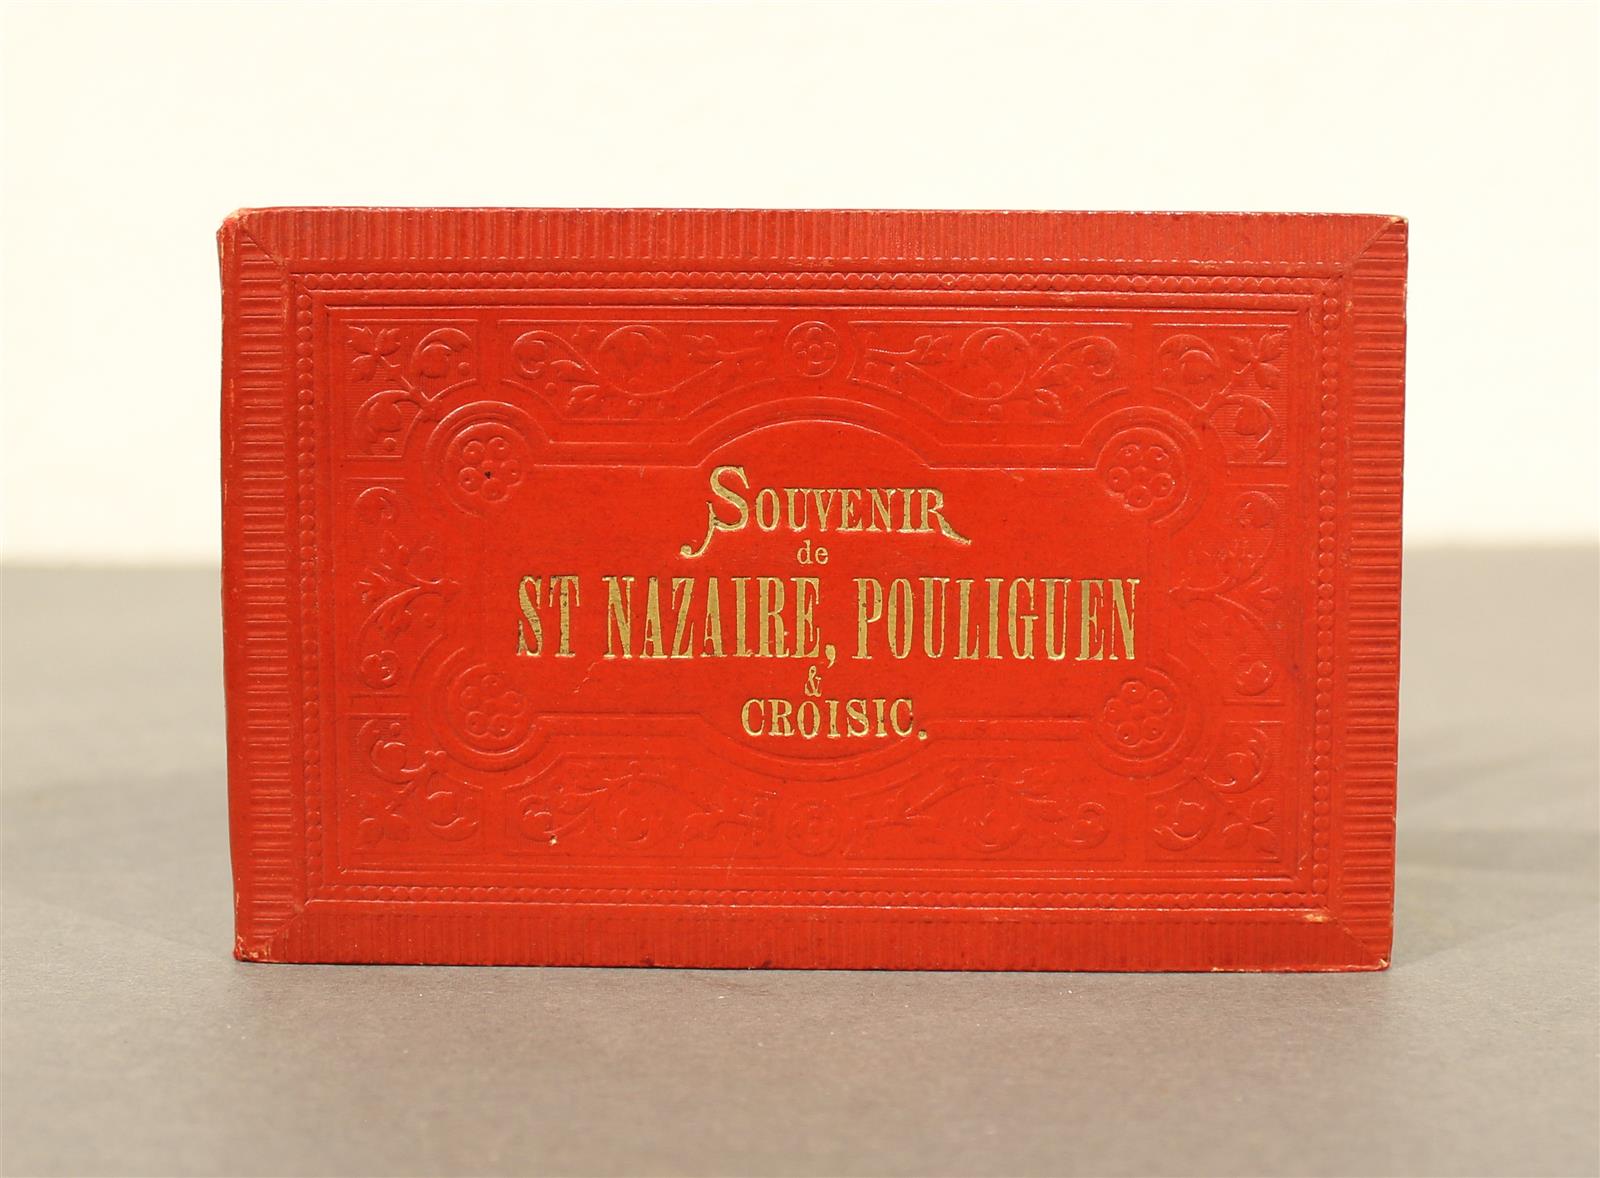 SOUVENIR
de
ST NAZAIRE, POULIGUEN
&
CROISIC.